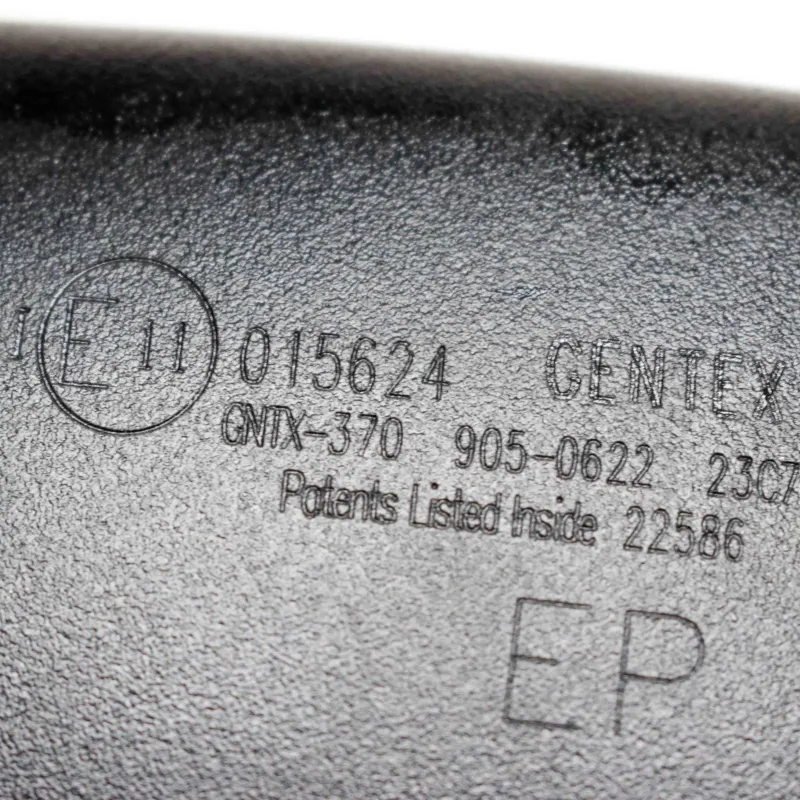 I E 11 015624 GENTEX
GNTX-370 905-0622 23C7
Patents Listed Inside 22586
EP